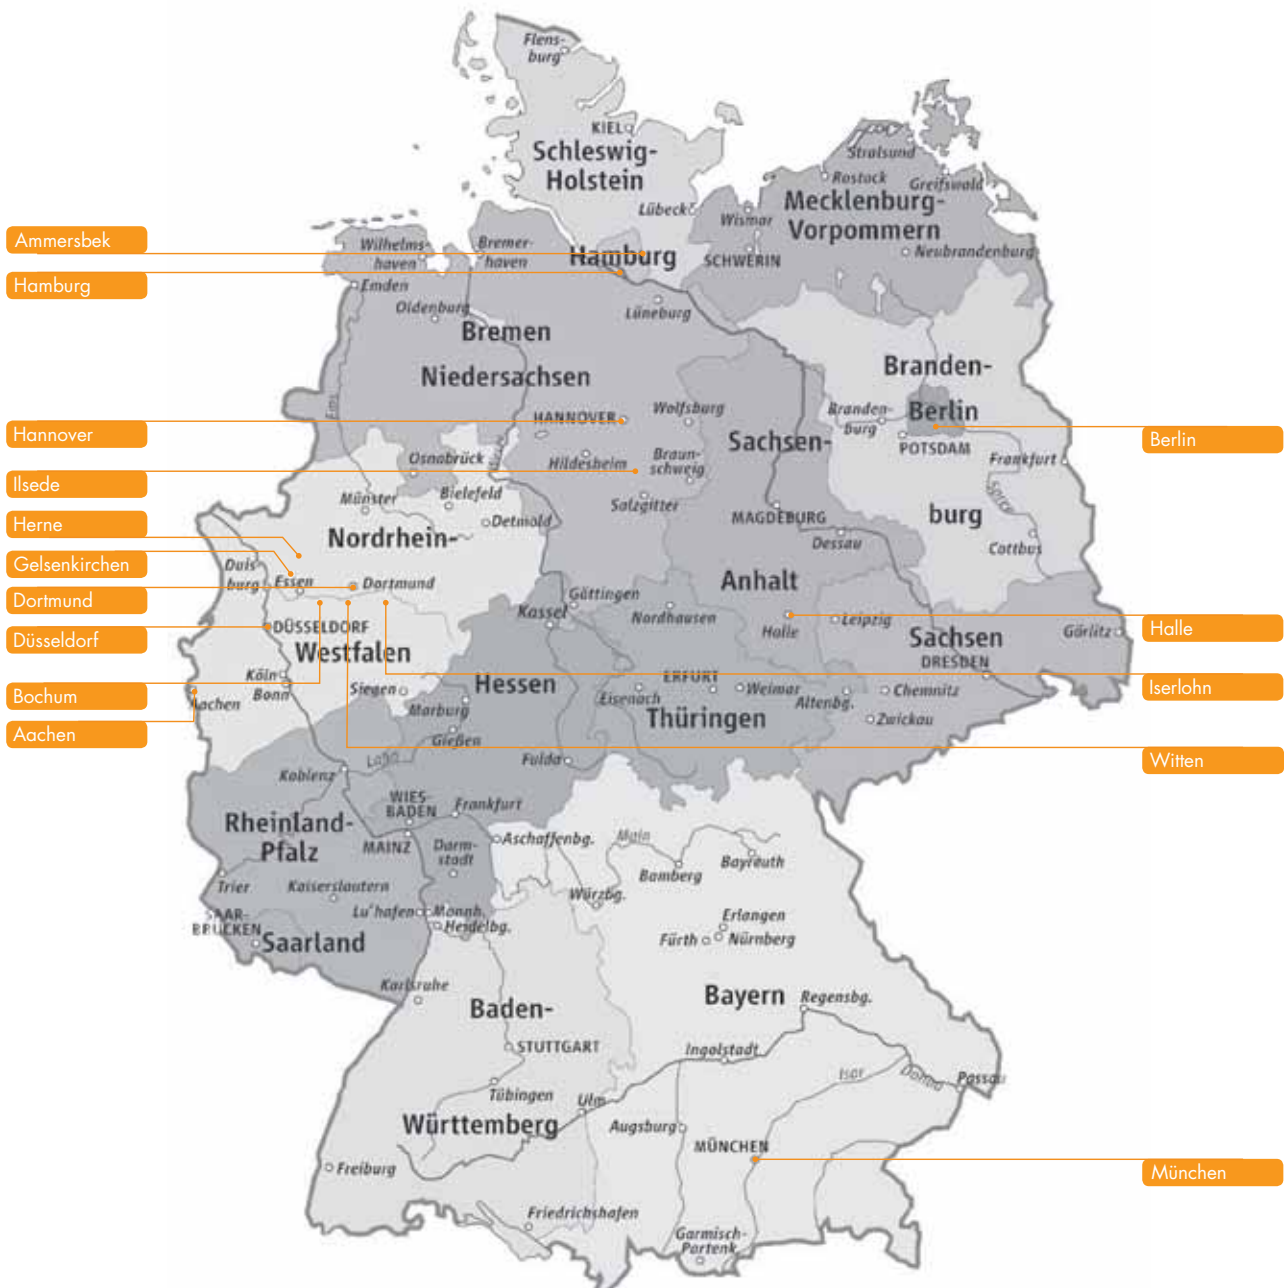 Flens-
burg
KIEL
Schleswig-
Holstein
Lübeck
Stralsund
Rostock
Greifswald
Wismar
Mecklenburg-
Vorpommern
SCHWERIN
Neubrandenburg
Ammersbek
Hamburg
Wilhelms-
haven
Bremer-
haven
Hamburg
Emden
Oldenburg
Lüneburg
Bremen
Niedersachsen
Branden-
Berlin
Branden-
burg
POTSDAM
Frankfurt
Spree
burg
Cottbus
Ems
HANNOVER
Wolfsburg
Hildesheim
Braun-
schweig
Salzgitter
Sachsen-
MAGDEBURG
Dessau
Anhalt
Halle
Hannover
Ilsede
Herne
Gelsenkirchen
Dortmund
Düsseldorf
Bochum
Aachen
Berlin
Halle
Iserlohn
Witten
München
Osnabrück
Münster
Bielefeld
Detmold
Nordrhein-
Duis
burg
Essen
Dortmund
DÜSSELDORF
Westfalen
Köln
Bonn
Siegen
Aachen
Göttingen
Kassel
Nordhausen
Leipzig
Sachsen
Görlitz
DRESDEN
Hessen
ERFURT
Eisenach
Weimar
Altenbg.
Chemnitz
Zwickau
Thüringen
Marburg
Gießen
Lahn
Fulda
Koblenz
WIES-
BADEN
Frankfurt
Rheinland-
Pfalz
MAINZ
Darm-
stadt
Aschaffenbg.
Main
Bamberg
Bayreuth
Würzbg.
Trier
Kaiserslautern
Lu'hafen
Mannh.
Heidelbg.
SAAR-
BRÜCKEN
Saarland
Erlangen
Fürth
Nürnberg
Karlsruhe
Baden-
STUTTGART
Tübingen
Württemberg
Ulm
Bayern
Regensbg.
Ingolstadt
Isar
Donau
Passau
Augsburg
MÜNCHEN
Freiburg
Friedrichshafen
Garmisch-
Partenk.